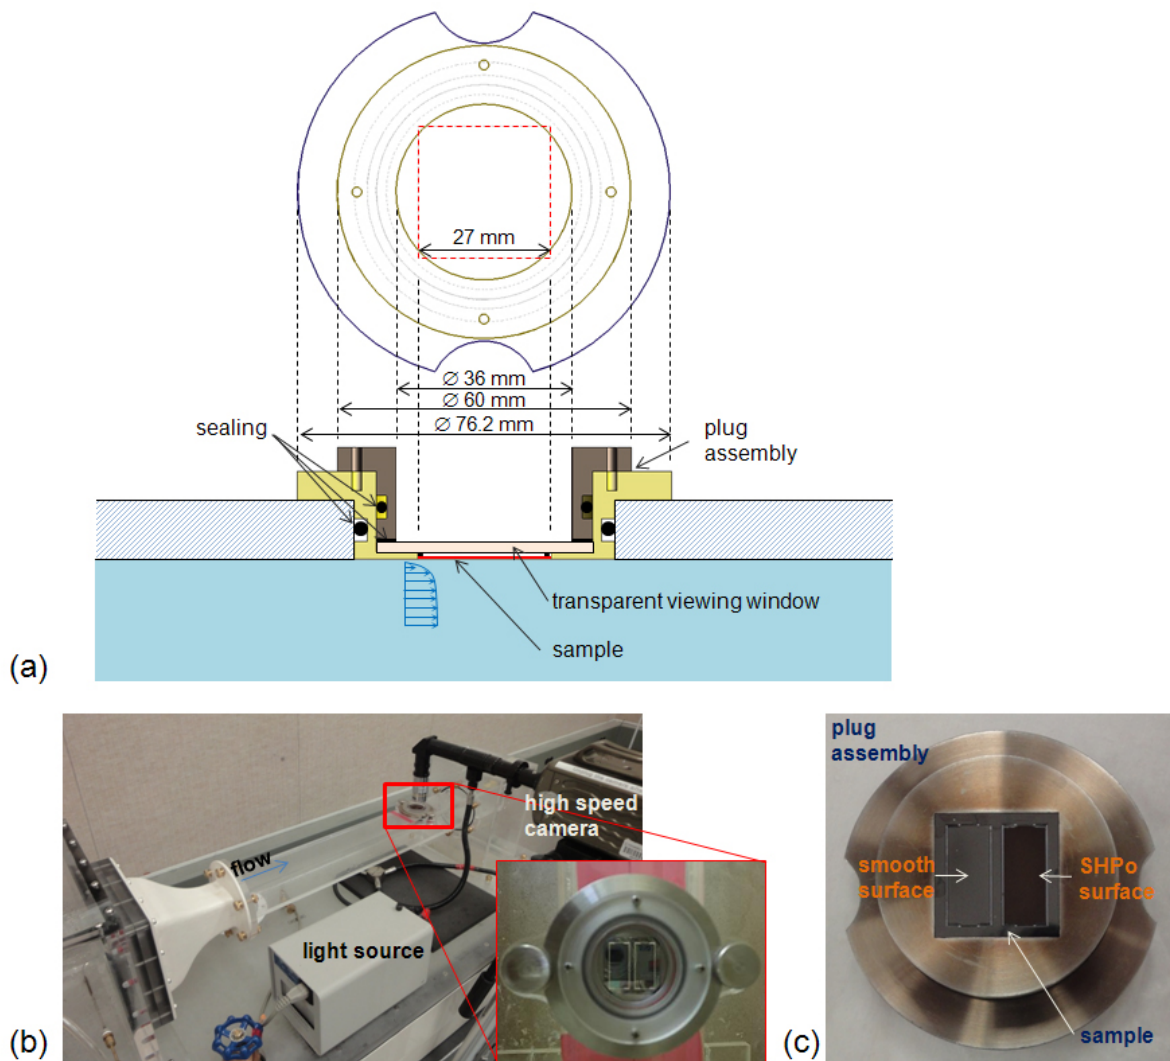 27 mm
∅ 36 mm
∅ 60 mm
∅ 76.2 mm
sealing
plug
assembly
transparent viewing window
sample
(a)
(b)
flow
high speed
camera
light source
(c)
plug
assembly
smooth
surface
SHPo
surface
sample